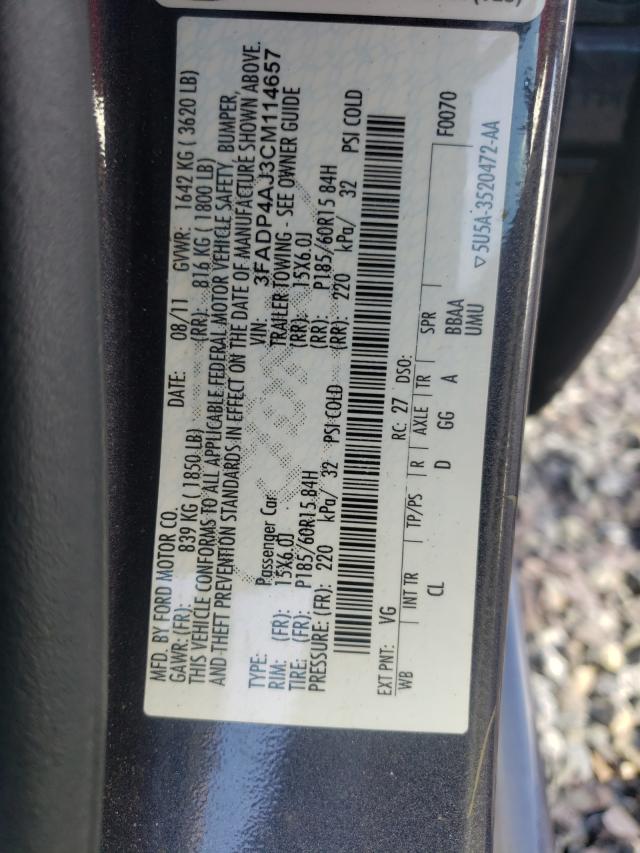 MFD. BY FORD MOTOR CO. DATE: 08/11 GVWR: 1642 KG ( 3620 LB)
GAWR: (FR): 839 KG ( 1850 LB) (RR): 816 KG ( 1800 LB)
THIS VEHICLE CONFORMS TO ALL APPLICABLE FEDERAL MOTOR VEHICLE SAFETY, BUMPER,
AND THEFT PREVENTION STANDARDS IN EFFECT ON THE DATE OF MANUFACTURE SHOWN ABOVE.
VIN: 3FADP4AJ3CM114657
TYPE: Passenger Car TRAILER TOWING - SEE OWNER GUIDE
RIM: (FR): 15X6.0J (RR): 15X6.0J
TIRE: (FR): P185/60R15 84H (RR): P185/60R15 84H
PRESSURE: (FR): 220 kPa/ 32 PSI COLD (RR): 220 kPa/ 32 PSI COLD
EXT PNT: VG RC: 27 DSO: F0070
WB INT TR TP/PS R AXLE TR SPR
CL D GG A BBAA
UMU
▽5U5A-3520472-AA